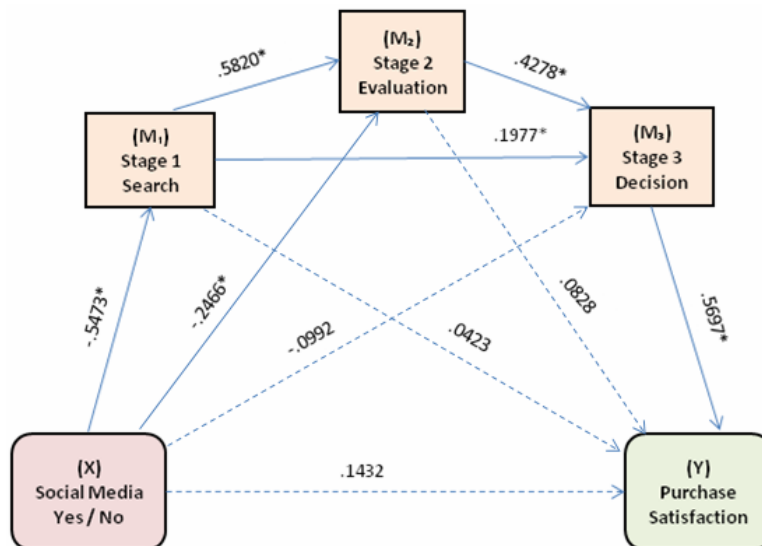 (M₂)
Stage 2
Evaluation
.5820*
.4278*
(M₁)
Stage 1
Search
.1977*
(M₃)
Stage 3
Decision
-.5473*
-.2466*
-.0992
.0423
.0828
.5697*
(X)
Social Media
Yes / No
.1432
(Y)
Purchase
Satisfaction